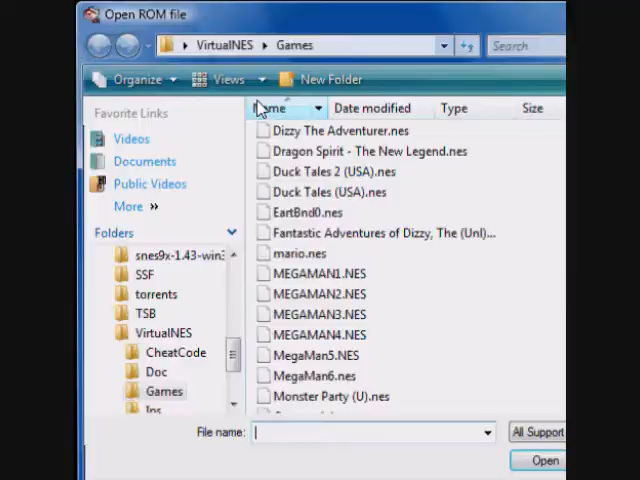 Open ROM file
VirtualNES Games Search
Organize Views New Folder
Favorite Links
Videos
Documents
Public Videos
More »
Folders
snes9x-1.43-win3
SSF
torrents
TSB
VirtualNES
CheatCode
Doc
Games
Ips
Name Date modified Type Size
Dizzy The Adventurer.nes
Dragon Spirit - The New Legend.nes
Duck Tales 2 (USA).nes
Duck Tales (USA).nes
EartBnd0.nes
Fantastic Adventures of Dizzy, The (Unl)...
mario.nes
MEGAMAN1.NES
MEGAMAN2.NES
MEGAMAN3.NES
MEGAMAN4.NES
MegaMan5.NES
MegaMan6.nes
Monster Party (U).nes
File name: All Support
Open